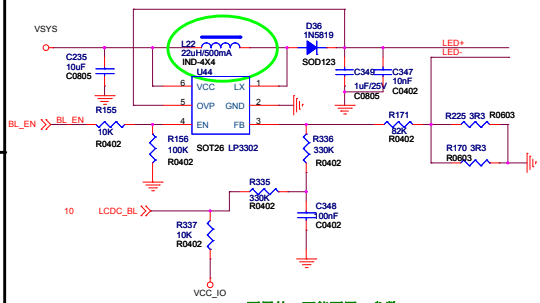 VSYS
L22
22uH/500mA
IND-4X4
U44
D36
1N5819
SOD123
LED+
LED-
C235
10uF
C0805
6 VCC LX 1
5 OVP GND 2
4 EN FB 3
SOT26 LP3302
C349
1uF/25V
C0805
C347
10nF
C0402
BL_EN
BL_EN
R155
10K
R0402
R156
100K
R0402
R336
330K
R0402
R171
82K
R0402
R225 3R3
R0603
R170 3R3
R0603
10 LCDC_BL
R335
330K
R0402
C348
100nF
C0402
R337
10K
R0402
VCC_IO